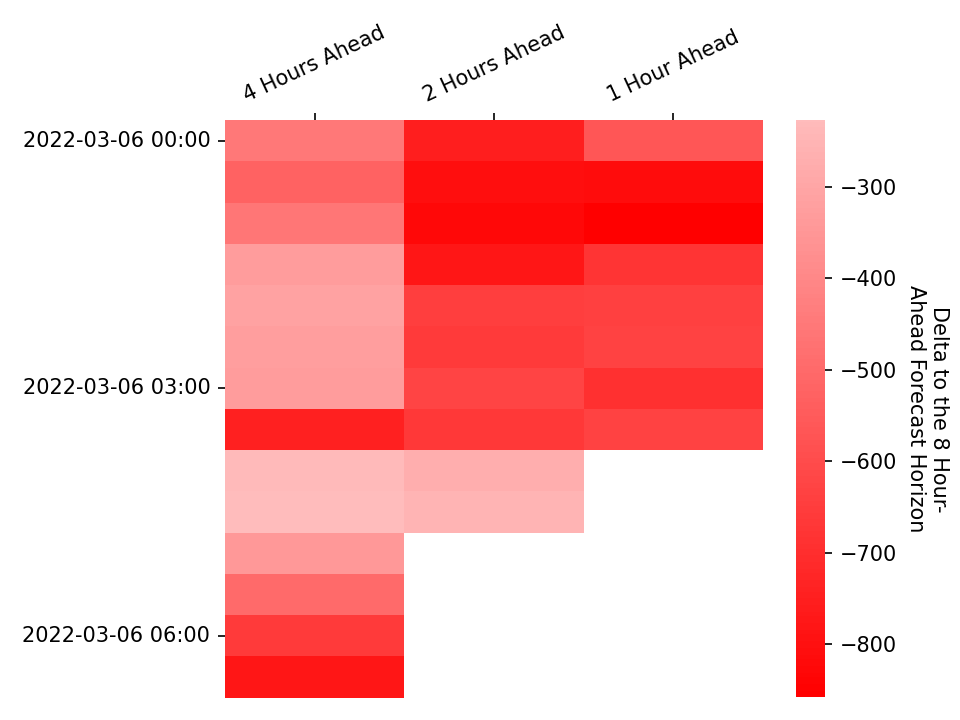 4 Hours Ahead
2 Hours Ahead
1 Hour Ahead
2022-03-06 00:00
2022-03-06 03:00
2022-03-06 06:00
−300
−400
−500
−600
−700
−800
Delta to the 8 Hour-
Ahead Forecast Horizon